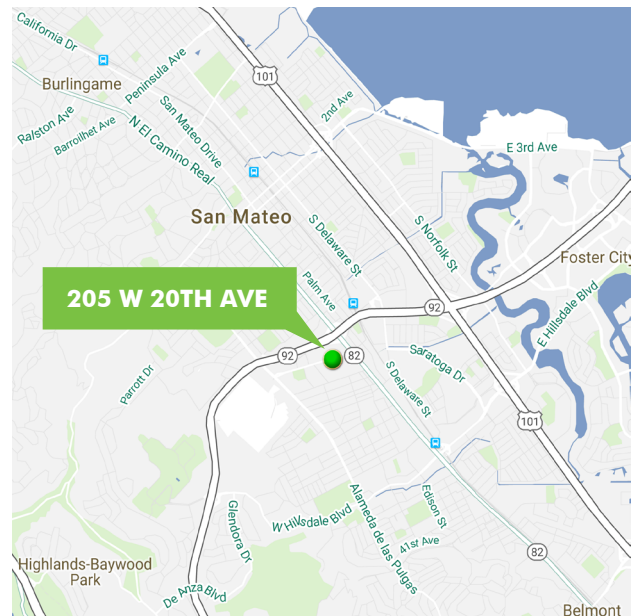 California Dr
101
Burlingame
Peninsula Ave
2nd Ave
Ralston Ave
Barroilhet Ave
San Mateo Drive
N El Camino Real
E 3rd Ave
San Mateo
S Delaware St
S Norfolk St
Foster City
205 W 20TH AVE
Palm Ave
92
E Hillsdale Blvd
92
82
Saratoga Dr
Parrott Dr
S Delaware St
101
Glendora Dr
W Hillsdale Blvd
Alameda de las Pulgas
Edison St
41st Ave
82
Highlands-Baywood
Park
De Anza Blvd
Belmont